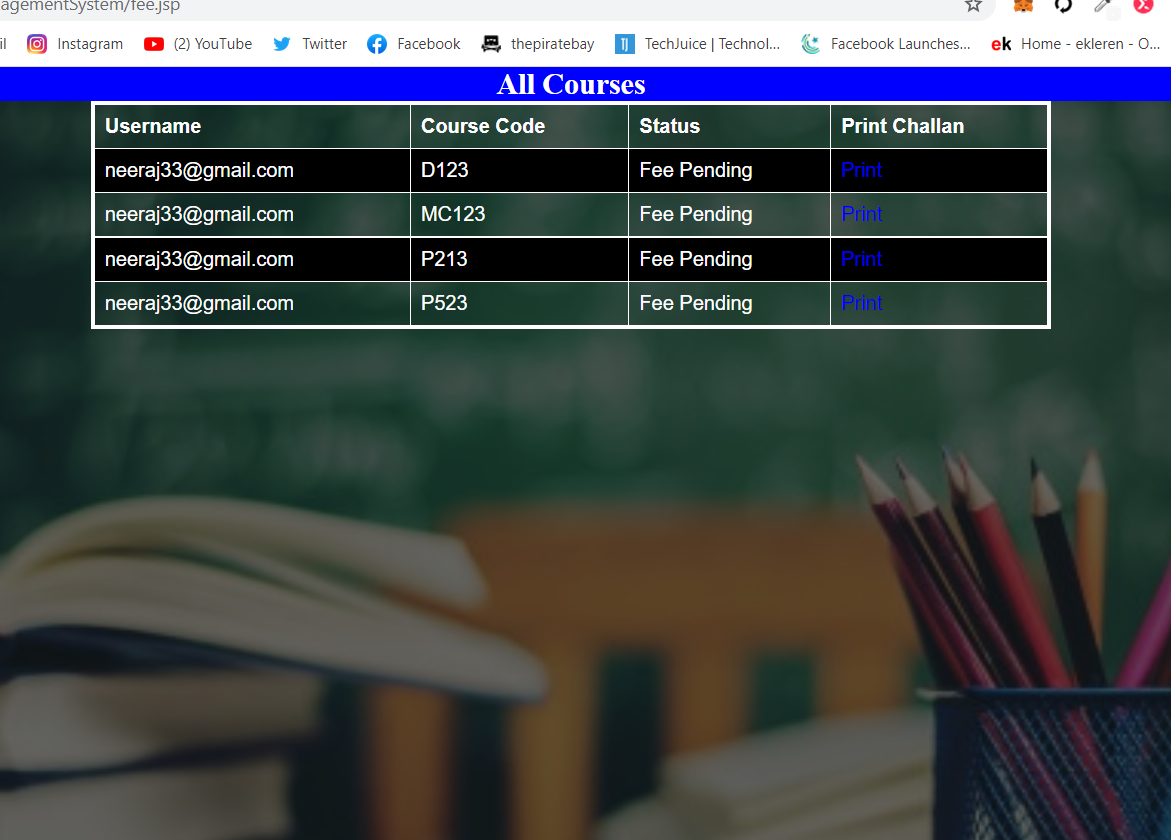 agementSystem/fee.jsp
il Instagram (2) YouTube Twitter Facebook thepiratebay TJ TechJuice | Technol... Facebook Launches... ek Home - ekleren - O...
All Courses
Username Course Code Status Print Challan
neeraj33@gmail.com D123 Fee Pending Print
neeraj33@gmail.com MC123 Fee Pending Print
neeraj33@gmail.com P213 Fee Pending Print
neeraj33@gmail.com P523 Fee Pending Print